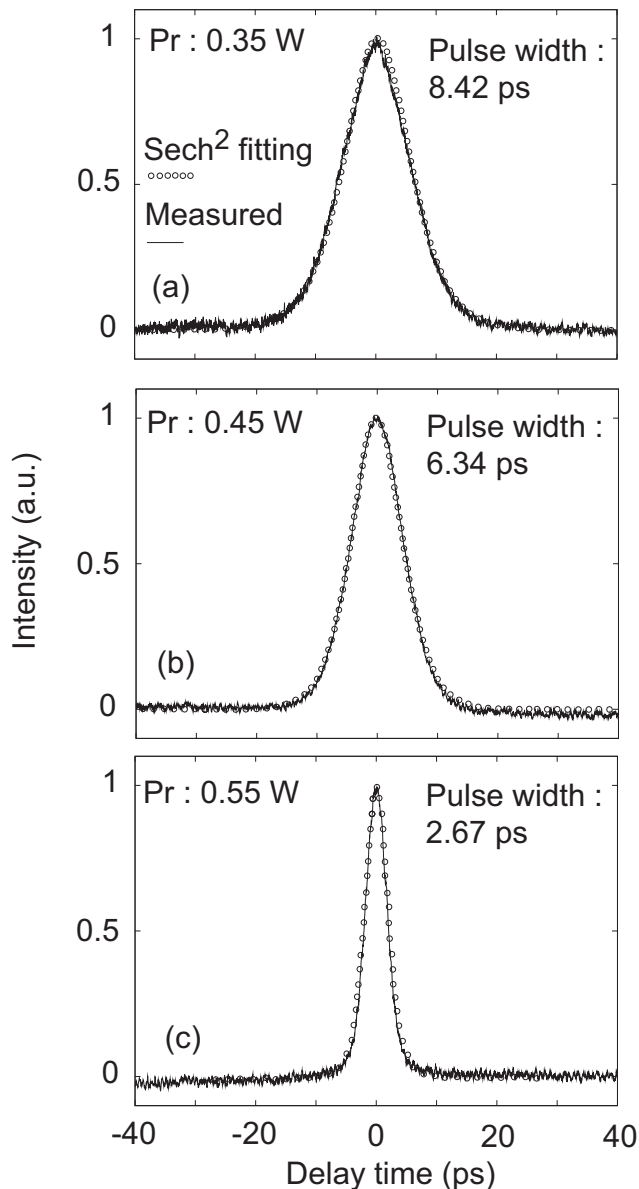 Pr : 0.35 W
Pulse width :
8.42 ps
Sech² fitting
Measured
(a)
1
0.5
0
Pr : 0.45 W
Pulse width :
6.34 ps
(b)
1
0.5
0
Intensity (a.u.)
Pr : 0.55 W
Pulse width :
2.67 ps
(c)
1
0.5
0
-40 -20 0 20 40
Delay time (ps)